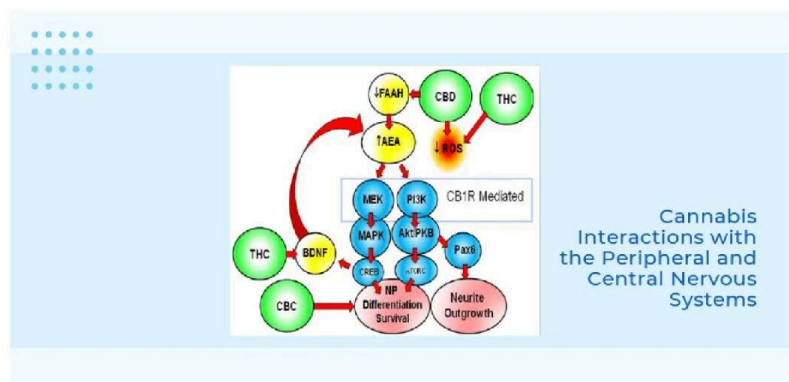 ↓FAAH
CBD
THC
↑AEA
↓ ROS
MEK
PI3K
CB1R Mediated
MAPK
Akt/PKB
Pax6
THC
BDNF
CREB
mTORC
CBC
NP
Differentiation
Survival
Neurite
Outgrowth
Cannabis
Interactions with
the Peripheral and
Central Nervous
Systems